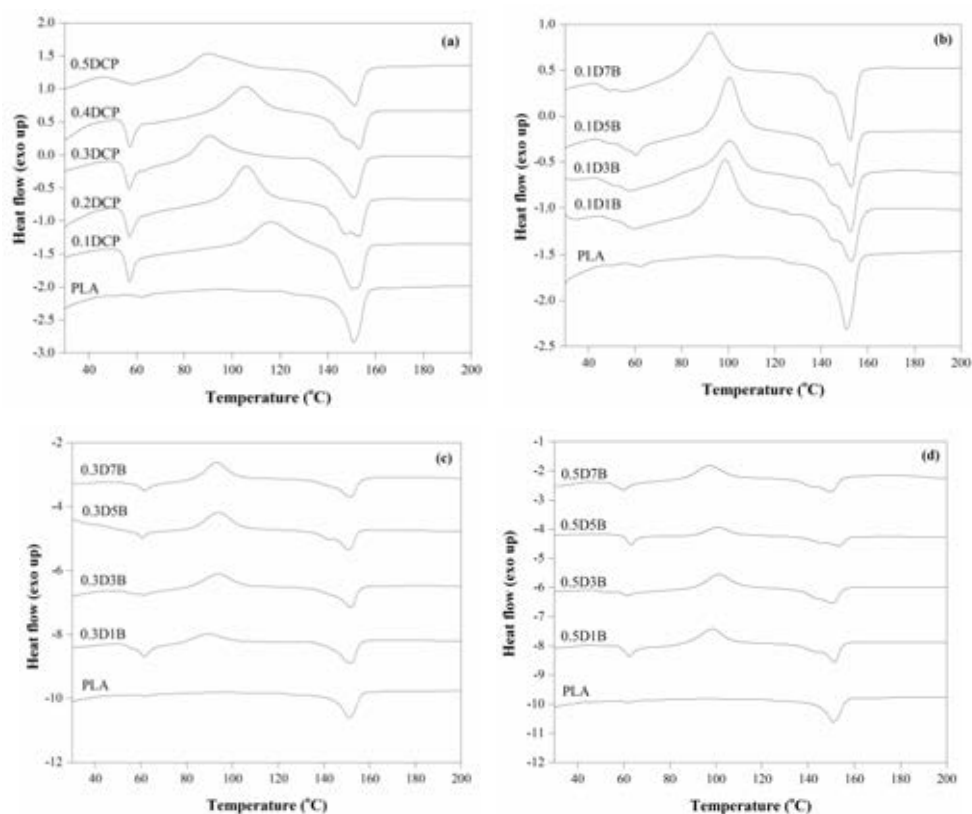 (a)
2.0
1.5
1.0
0.5
0.0
-0.5
-1.0
-1.5
-2.0
-2.5
-3.0
Heat flow (exo up)
0.5DCP
0.4DCP
0.3DCP
0.2DCP
0.1DCP
PLA
40 60 80 100 120 140 160 180 200
Temperature (°C)
(b)
1.0
0.5
0.0
-0.5
-1.0
-1.5
-2.0
-2.5
Heat flow (exo up)
0.1D7B
0.1D5B
0.1D3B
0.1D1B
PLA
40 60 80 100 120 140 160 180 200
Temperature (°C)
(c)
-2
-4
-6
-8
-10
-12
Heat flow (exo up)
0.3D7B
0.3D5B
0.3D3B
0.3D1B
PLA
40 60 80 100 120 140 160 180 200
Temperature (°C)
(d)
-1
-2
-3
-4
-5
-6
-7
-8
-9
-10
-11
-12
Heat flow (exo up)
0.5D7B
0.5D5B
0.5D3B
0.5D1B
PLA
40 60 80 100 120 140 160 180 200
Temperature (°C)